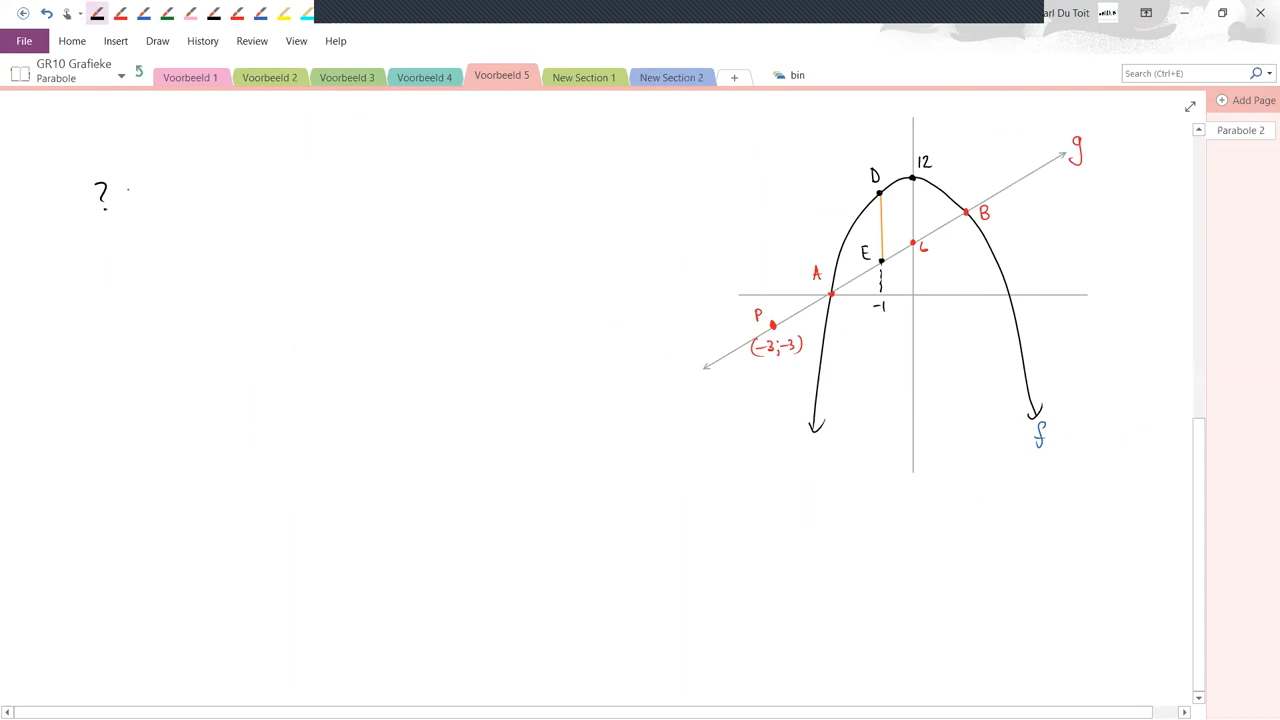 arl Du Toit
File Home Insert Draw History Review View Help
GR10 Grafieke
Parabole
Voorbeeld 1 Voorbeeld 2 Voorbeeld 3 Voorbeeld 4 Voorbeeld 5 New Section 1 New Section 2 + bin
Search (Ctrl+E)
Add Page
Parabole 2
?
g
12
D
B
E
6
A
-1
P
(-3;-3)
f